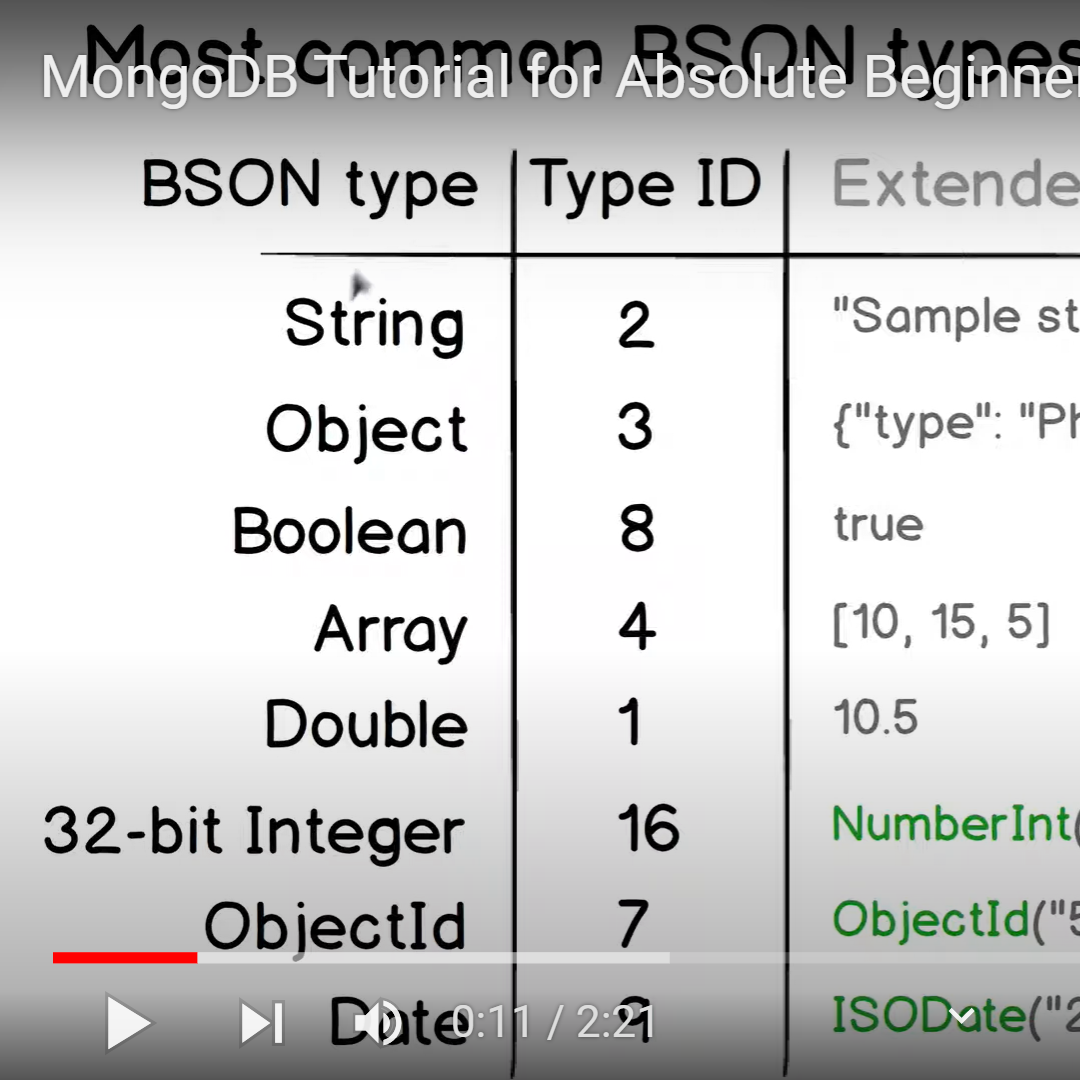 Most common BSON types
MongoDB Tutorial for Absolute Beginner
BSON type Type ID Extende
String 2 "Sample st
Object 3 {"type": "Ph
Boolean 8 true
Array 4 [10, 15, 5]
Double 1 10.5
32-bit Integer 16 NumberInt(
ObjectId 7 ObjectId("5
Date 9 ISODate("2
0:11 / 2:21